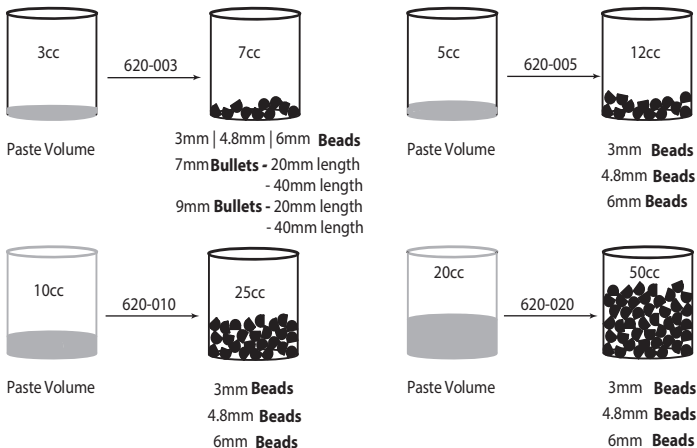 3cc
620-003
7cc
Paste Volume
3mm | 4.8mm | 6mm Beads
7mm Bullets - 20mm length
- 40mm length
9mm Bullets - 20mm length
- 40mm length
5cc
620-005
12cc
Paste Volume
3mm Beads
4.8mm Beads
6mm Beads
10cc
620-010
25cc
Paste Volume
3mm Beads
4.8mm Beads
6mm Beads
20cc
620-020
50cc
Paste Volume
3mm Beads
4.8mm Beads
6mm Beads